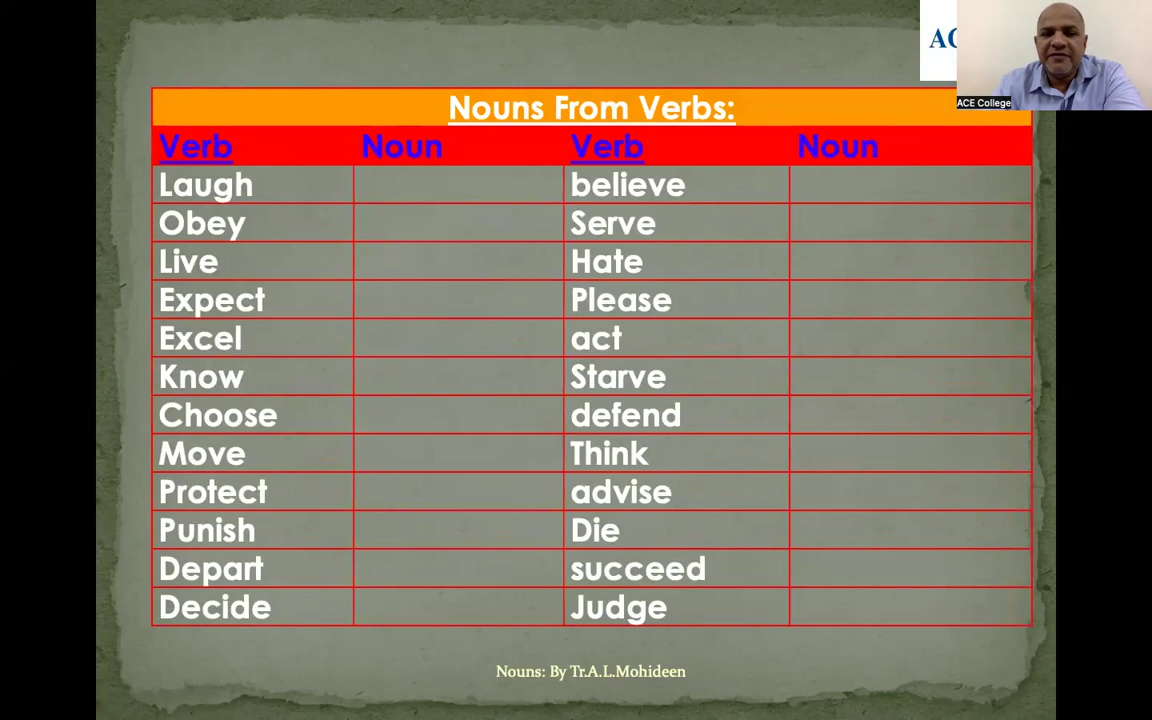 AC
ACE College
Nouns From Verbs:
Verb Noun Verb Noun
Laugh believe
Obey Serve
Live Hate
Expect Please
Excel act
Know Starve
Choose defend
Move Think
Protect advise
Punish Die
Depart succeed
Decide Judge
Nouns: By Tr.A.L.Mohideen